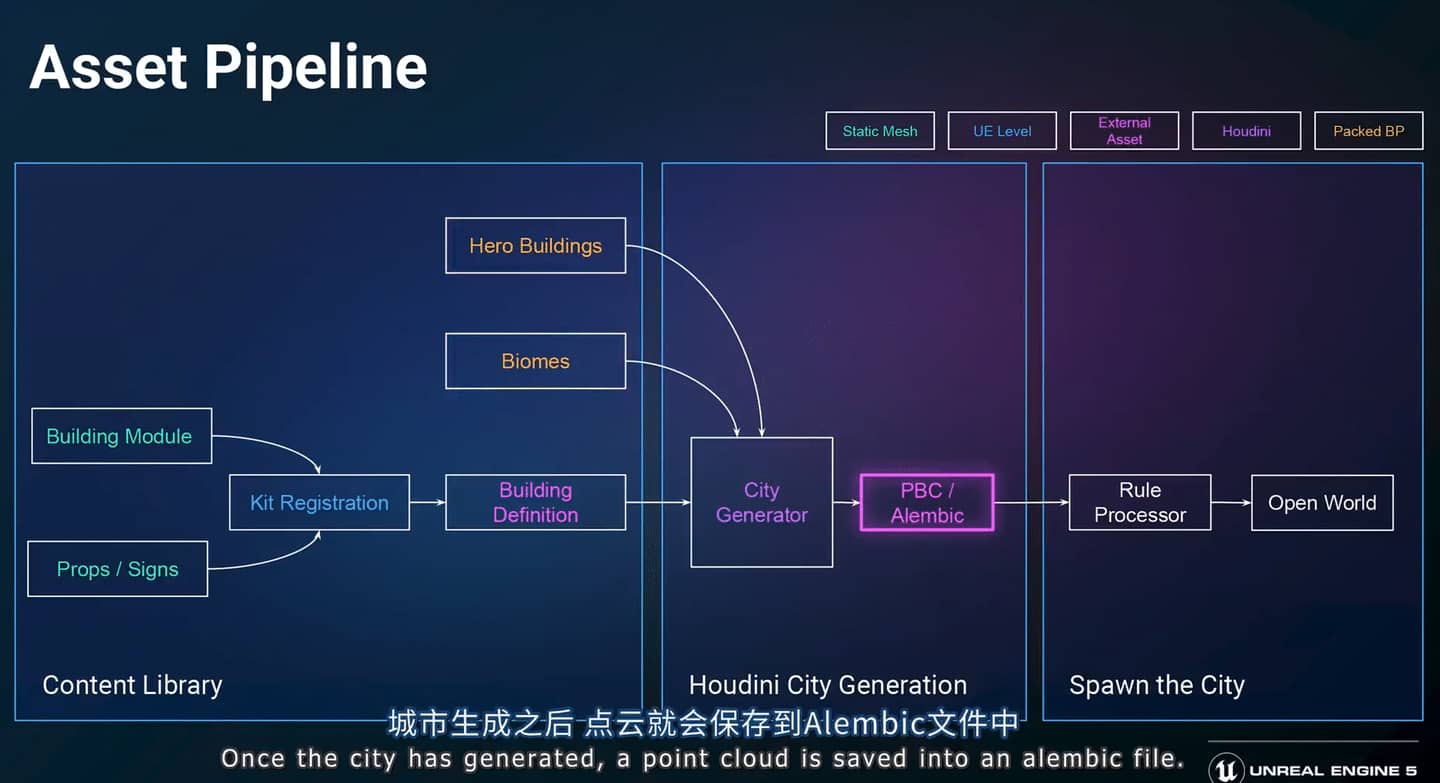 Asset Pipeline
Static Mesh
UE Level
External
Asset
Houdini
Packed BP
Hero Buildings
Biomes
Building Module
Kit Registration
Props / Signs
Building
Definition
City
Generator
PBC /
Alembic
Rule
Processor
Open World
Content Library
Houdini City Generation
Spawn the City
城市生成之后 点云就会保存到Alembic文件中
Once the city has generated, a point cloud is saved into an alembic file.
UNREAL ENGINE 5